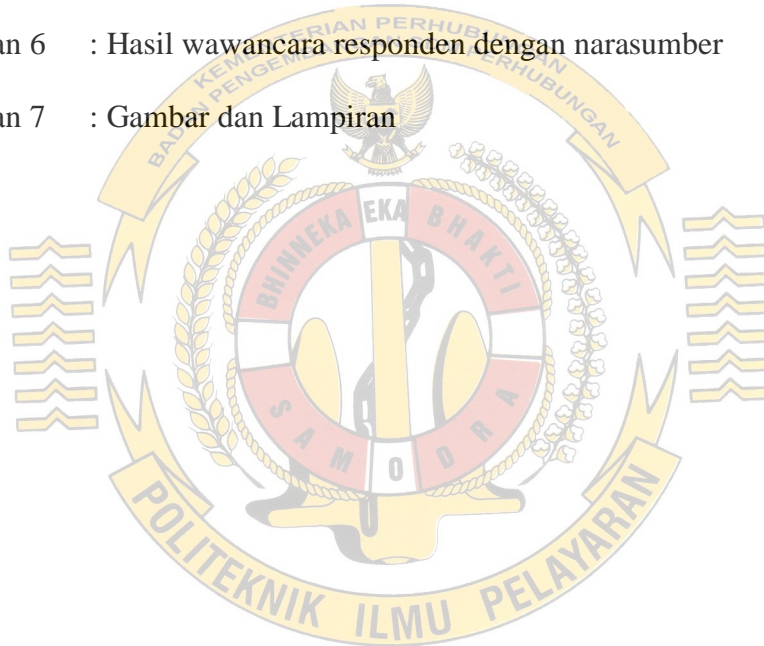 KEMENTERIAN PERHUBUNGAN
an 6 : Hasil wawancara responden dengan narasumber
BADAN PENGEMBANGAN SDM PERHUBUNGAN
an 7 : Gambar dan Lampiran
BHINNEKA EKA BHAKTI
SAMODRA
POLITEKNIK ILMU PELAYARAN